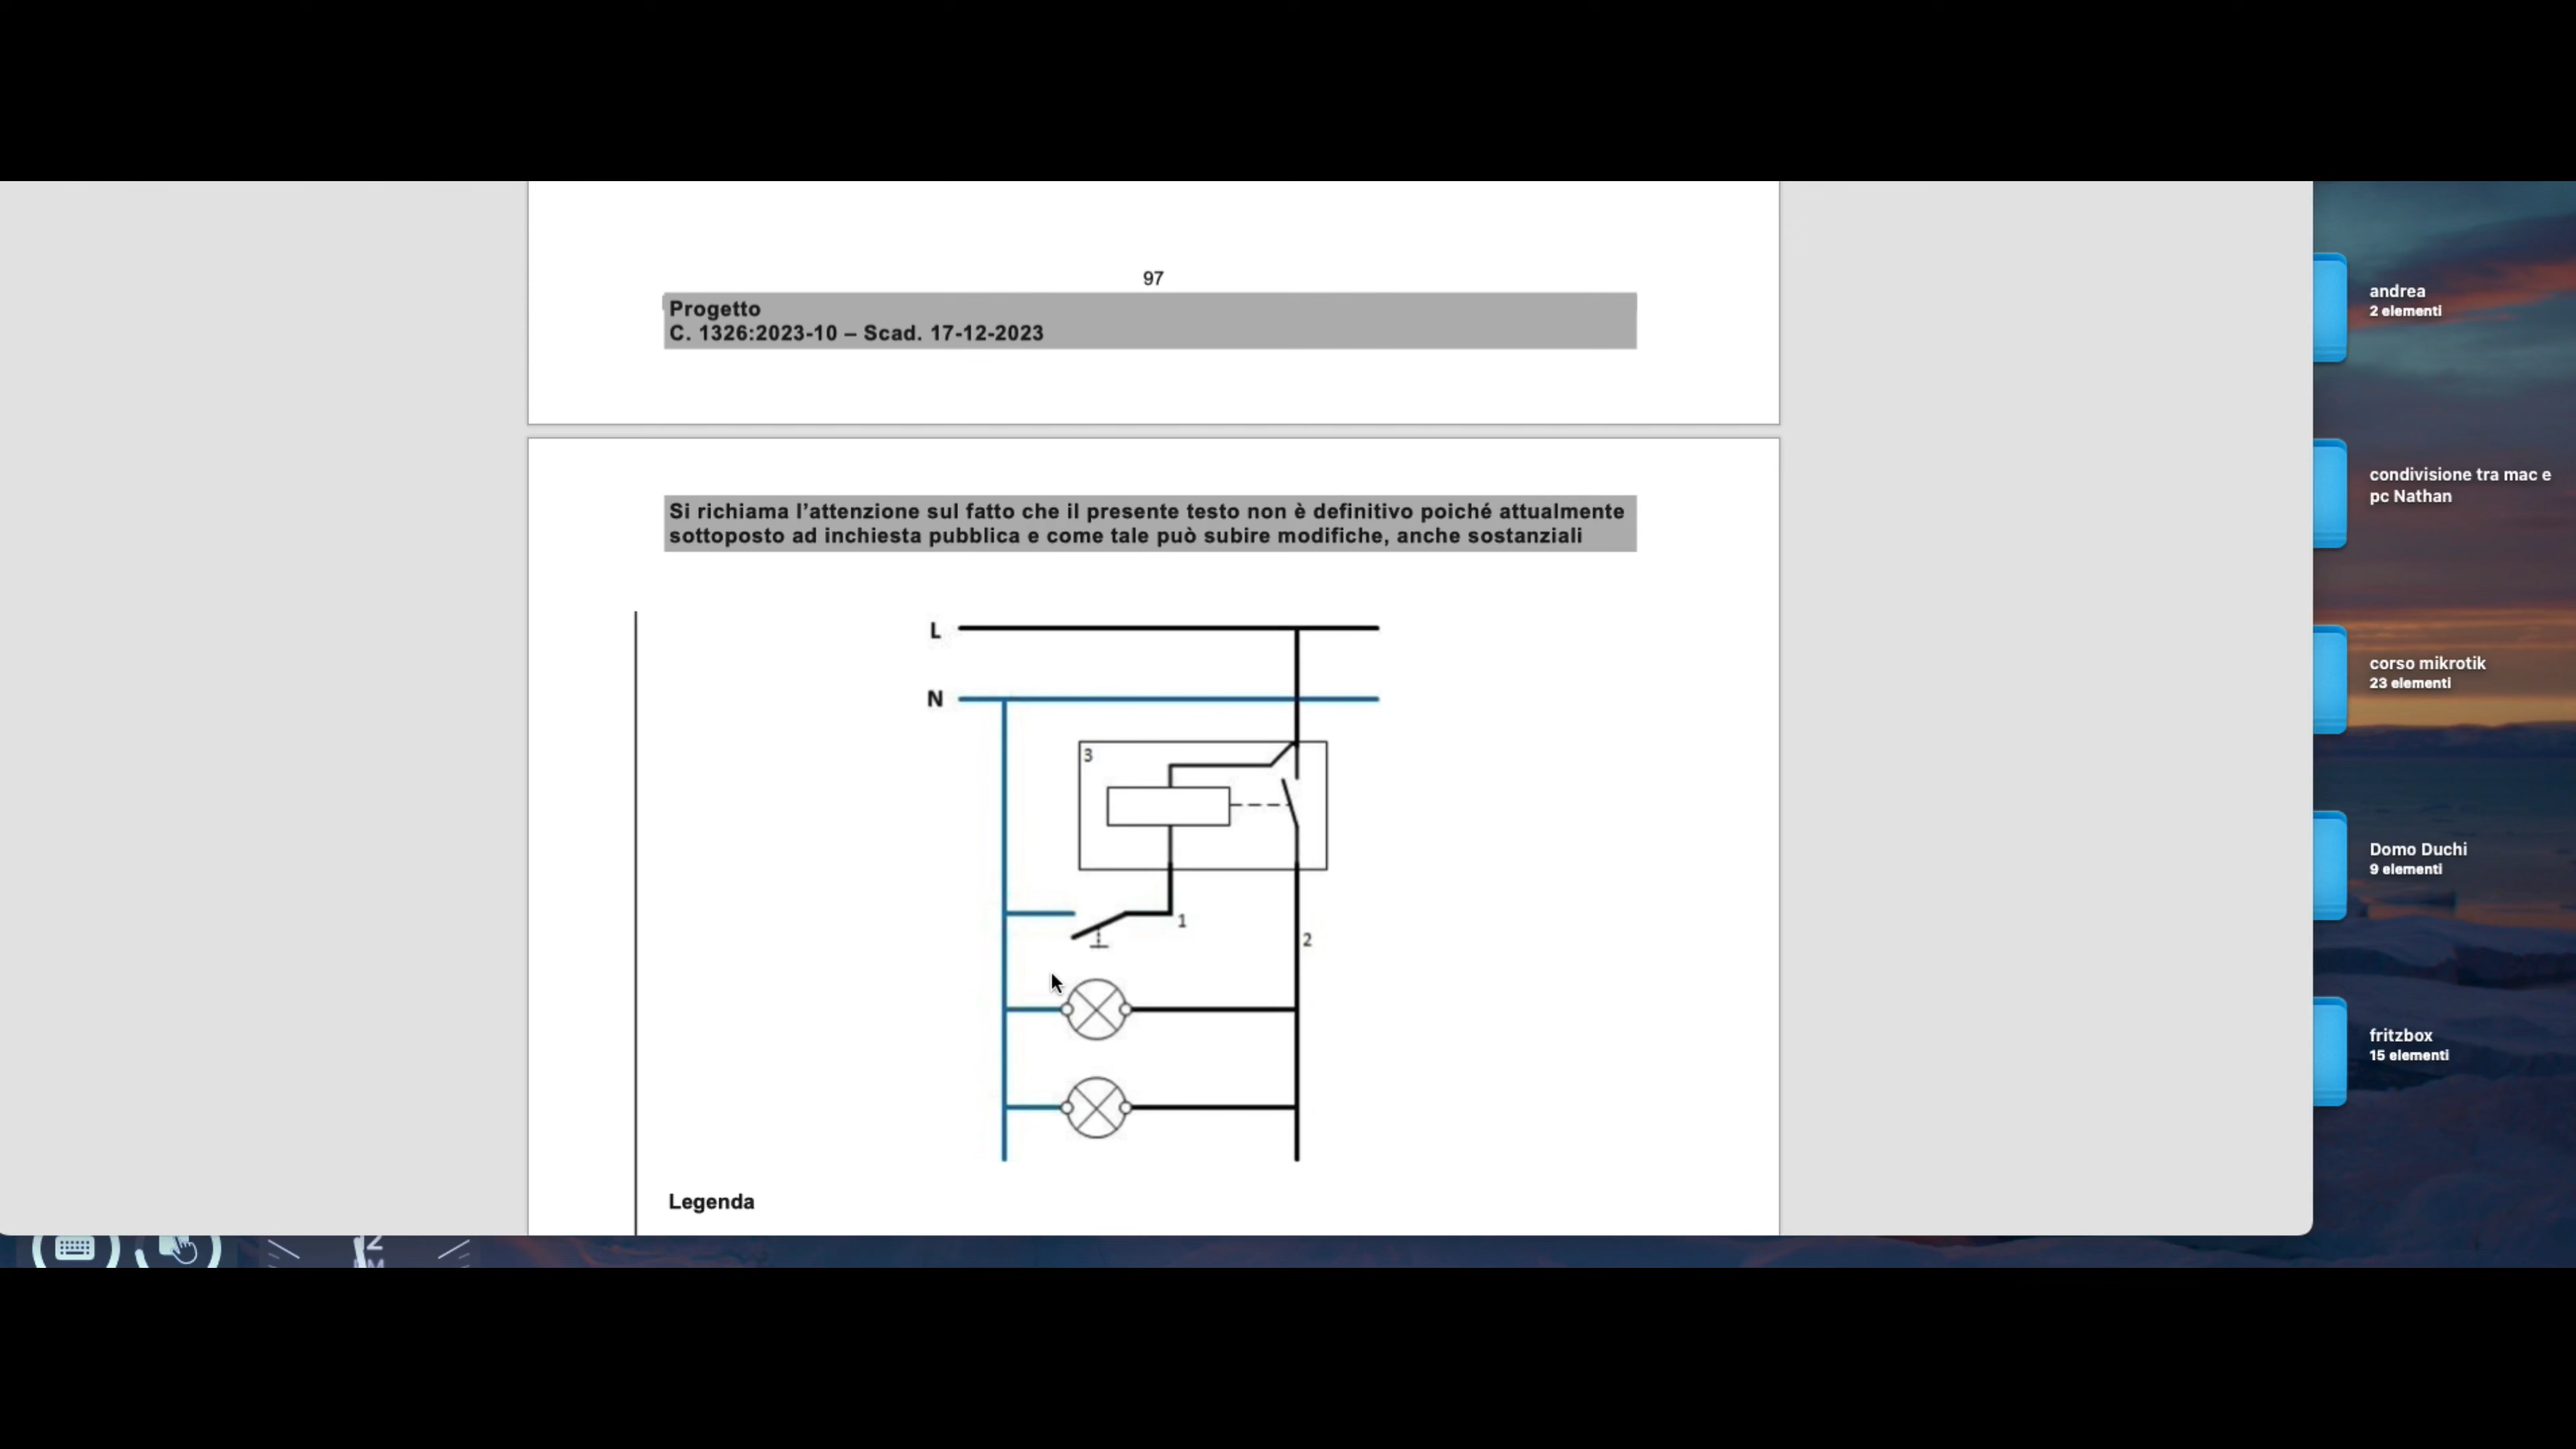 97
Progetto
C. 1326:2023-10 – Scad. 17-12-2023
Si richiama l’attenzione sul fatto che il presente testo non è definitivo poiché attualmente
sottoposto ad inchiesta pubblica e come tale può subire modifiche, anche sostanziali
L
N
3
1
2
Legenda
andrea
2 elementi
condivisione tra mac e
pc Nathan
corso mikrotik
23 elementi
Domo Duchi
9 elementi
fritzbox
15 elementi